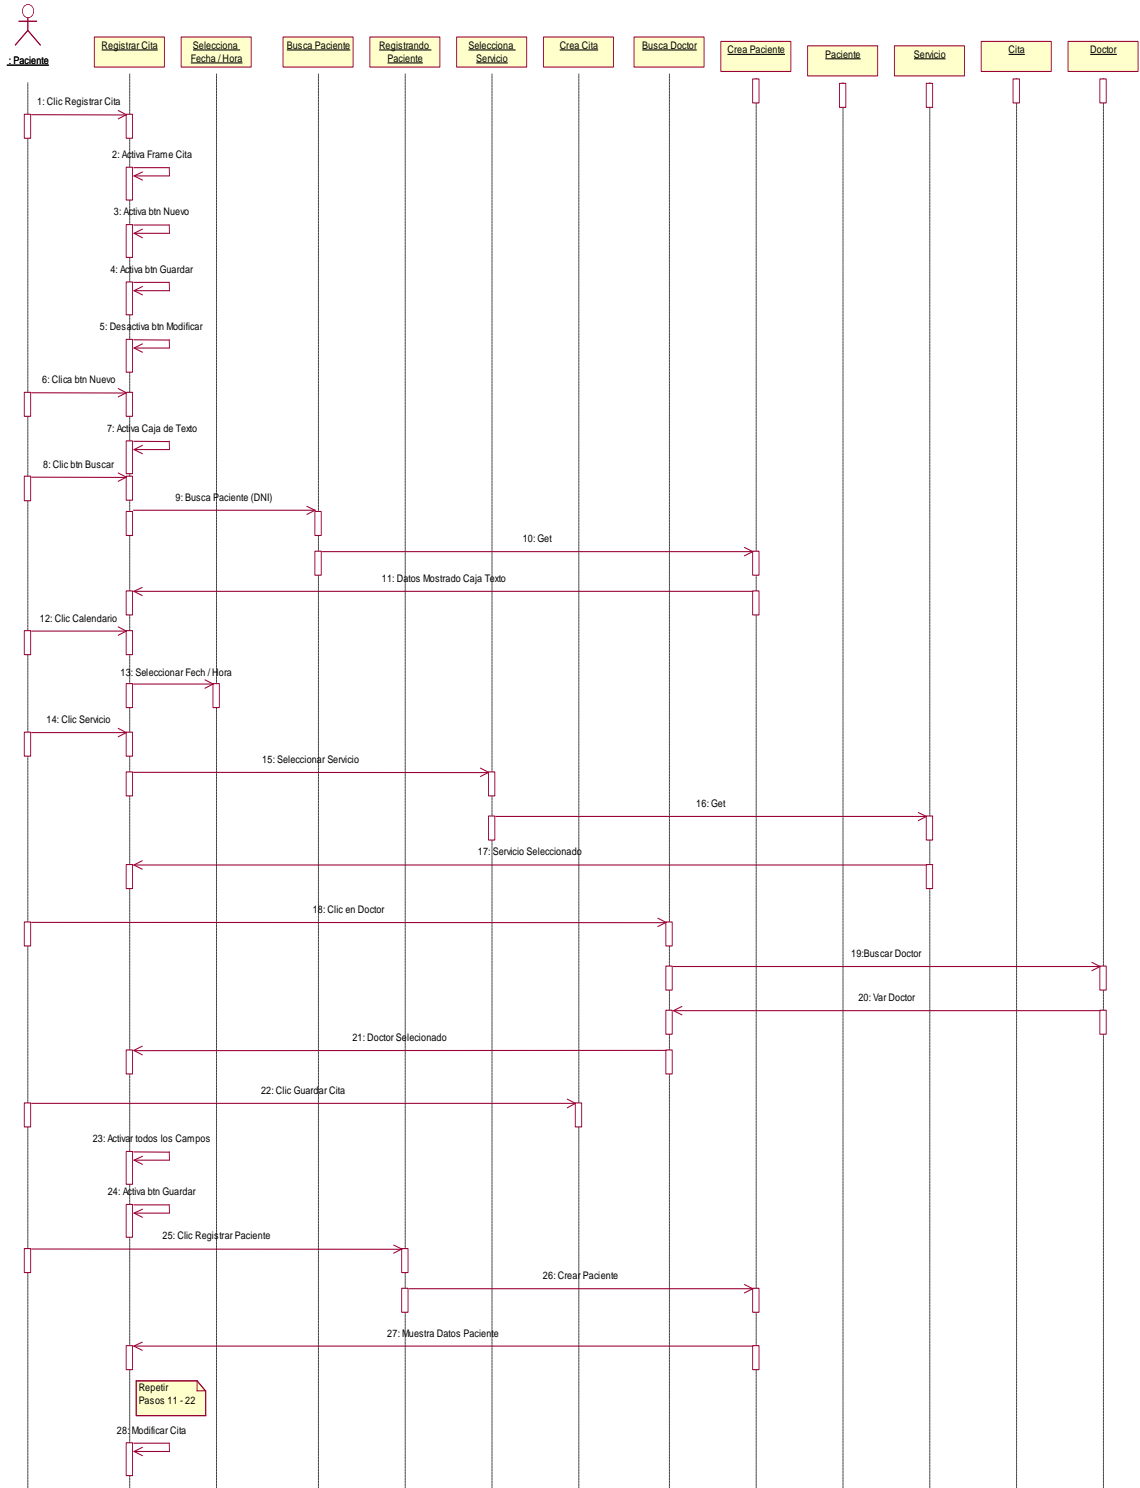 : Paciente
Registrar Cita
Selecciona
Fecha / Hora
Busca Paciente
Registrando
Paciente
Selecciona
Servicio
Crea Cita
Busca Doctor
Crea Paciente
Paciente
Servicio
Cita
Doctor
1: Clic Registrar Cita
2: Activa Frame Cita
3: Activa btn Nuevo
4: Activa btn Guardar
5: Desactiva btn Modificar
6: Clica btn Nuevo
7: Activa Caja de Texto
8: Clic btn Buscar
9: Busca Paciente (DNI)
10: Get
11: Datos Mostrado Caja Texto
12: Clic Calendario
13: Seleccionar Fech / Hora
14: Clic Servicio
15: Seleccionar Servicio
16: Get
17: Servicio Seleccionado
18: Clic en Doctor
19:Buscar Doctor
20: Var Doctor
21: Doctor Selecionado
22: Clic Guardar Cita
23: Activar todos los Campos
24: Activa btn Guardar
25: Clic Registrar Paciente
26: Crear Paciente
27: Muestra Datos Paciente
Repetir
Pasos 11 - 22
28: Modificar Cita